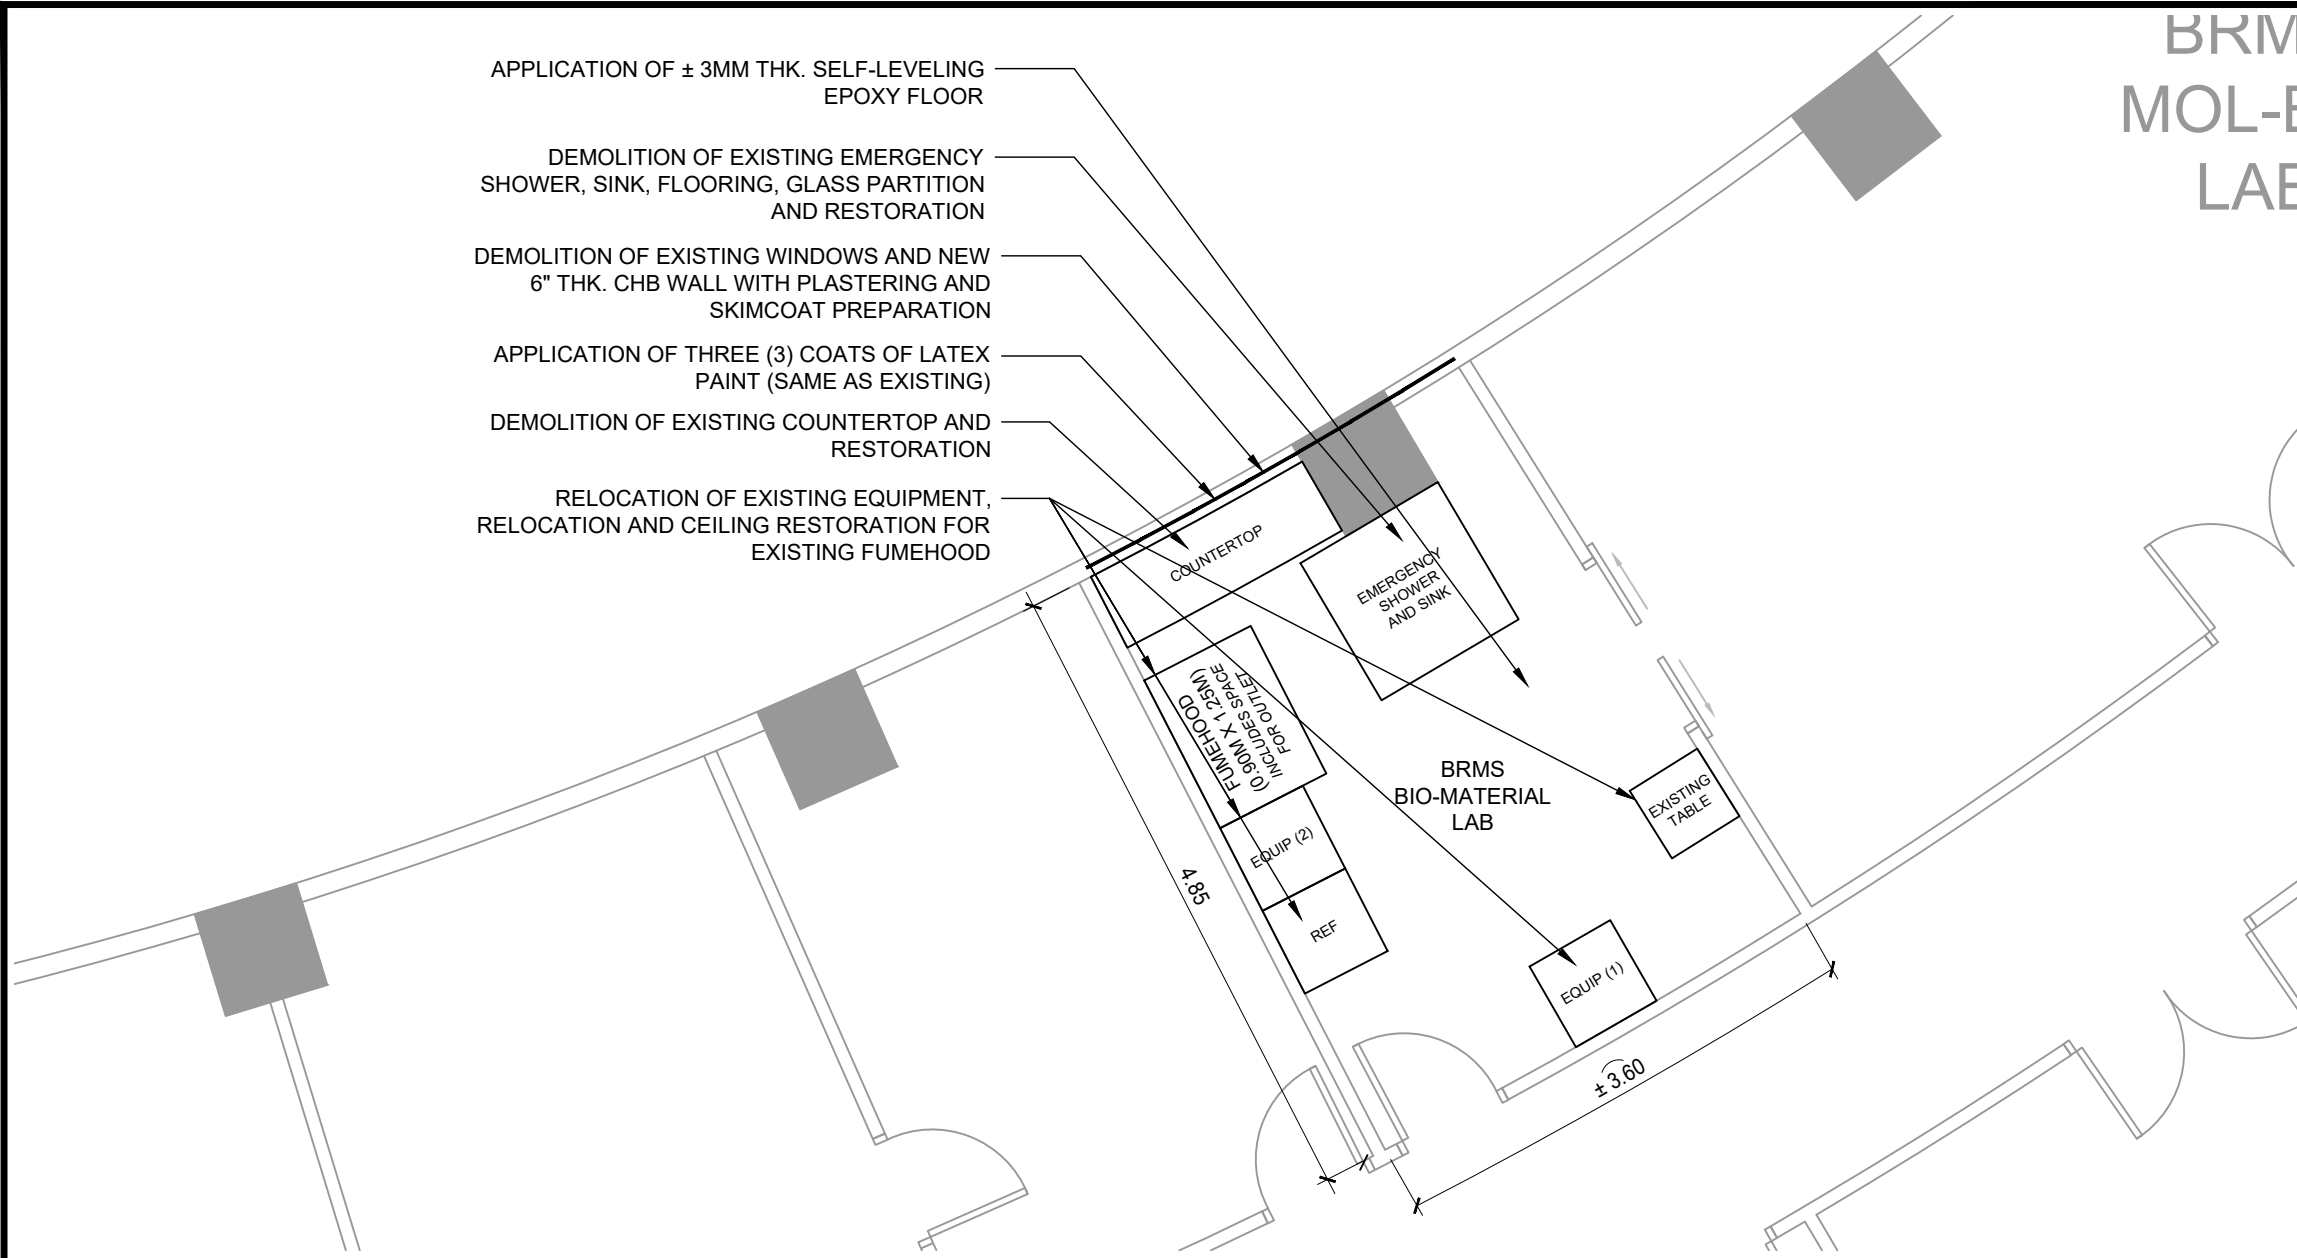 APPLICATION OF ± 3MM THK. SELF-LEVELING
EPOXY FLOOR
DEMOLITION OF EXISTING EMERGENCY
SHOWER, SINK, FLOORING, GLASS PARTITION
AND RESTORATION
DEMOLITION OF EXISTING WINDOWS AND NEW
6" THK. CHB WALL WITH PLASTERING AND
SKIMCOAT PREPARATION
APPLICATION OF THREE (3) COATS OF LATEX
PAINT (SAME AS EXISTING)
DEMOLITION OF EXISTING COUNTERTOP AND
RESTORATION
RELOCATION OF EXISTING EQUIPMENT,
RELOCATION AND CEILING RESTORATION FOR
EXISTING FUMEHOOD
COUNTERTOP
EMERGENCY
SHOWER
AND SINK
FUMEHOOD
(0.90M X 1.25M)
INCLUDES SPACE
FOR OUTLET
EQUIP (2)
REF
BRMS
BIO-MATERIAL
LAB
EXISTING
TABLE
EQUIP (1)
4.85
± 3.60
BRM
MOL-
LA